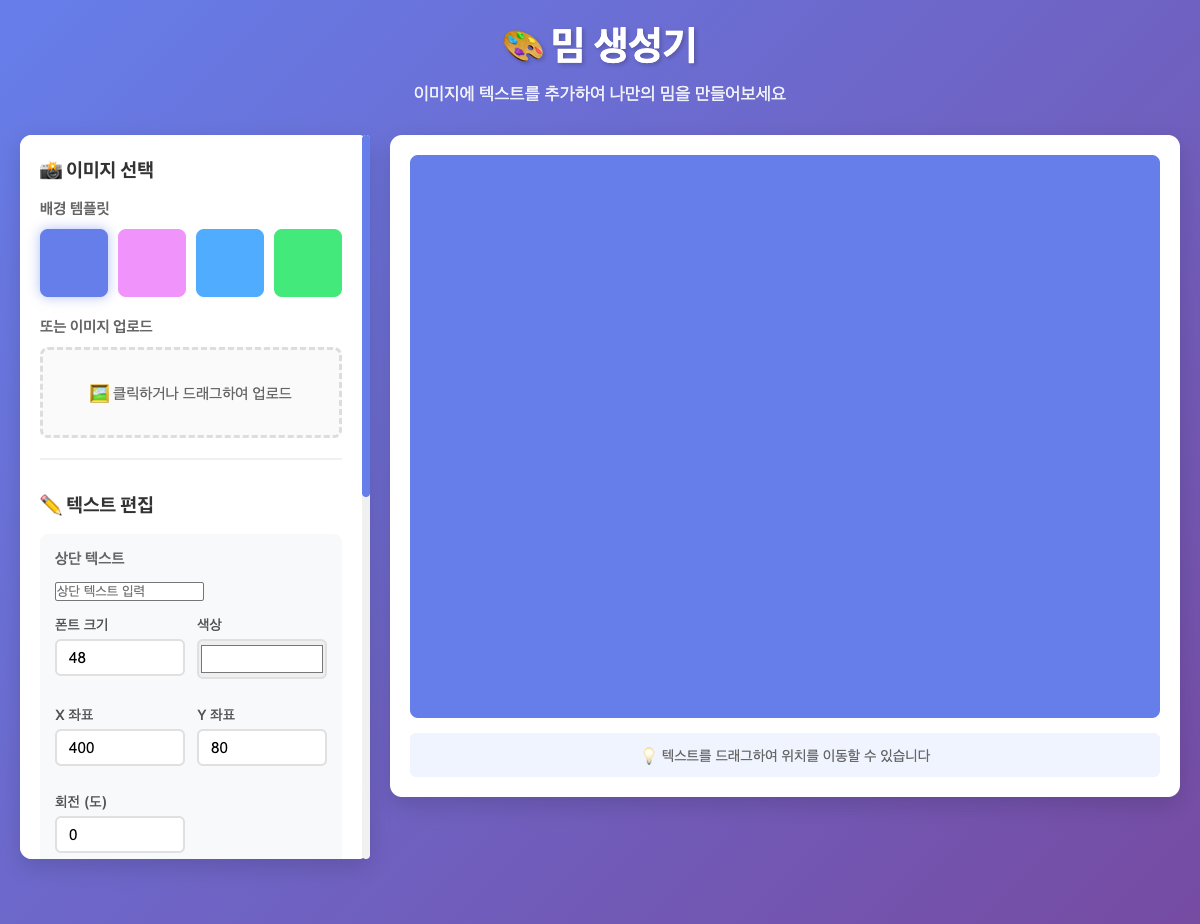 🎨 밈 생성기
이미지에 텍스트를 추가하여 나만의 밈을 만들어보세요
📸 이미지 선택
배경 템플릿
또는 이미지 업로드
🖼️ 클릭하거나 드래그하여 업로드
✏️ 텍스트 편집
상단 텍스트
상단 텍스트 입력
폰트 크기 색상
48
X 좌표 Y 좌표
400 80
회전 (도)
0
💡 텍스트를 드래그하여 위치를 이동할 수 있습니다